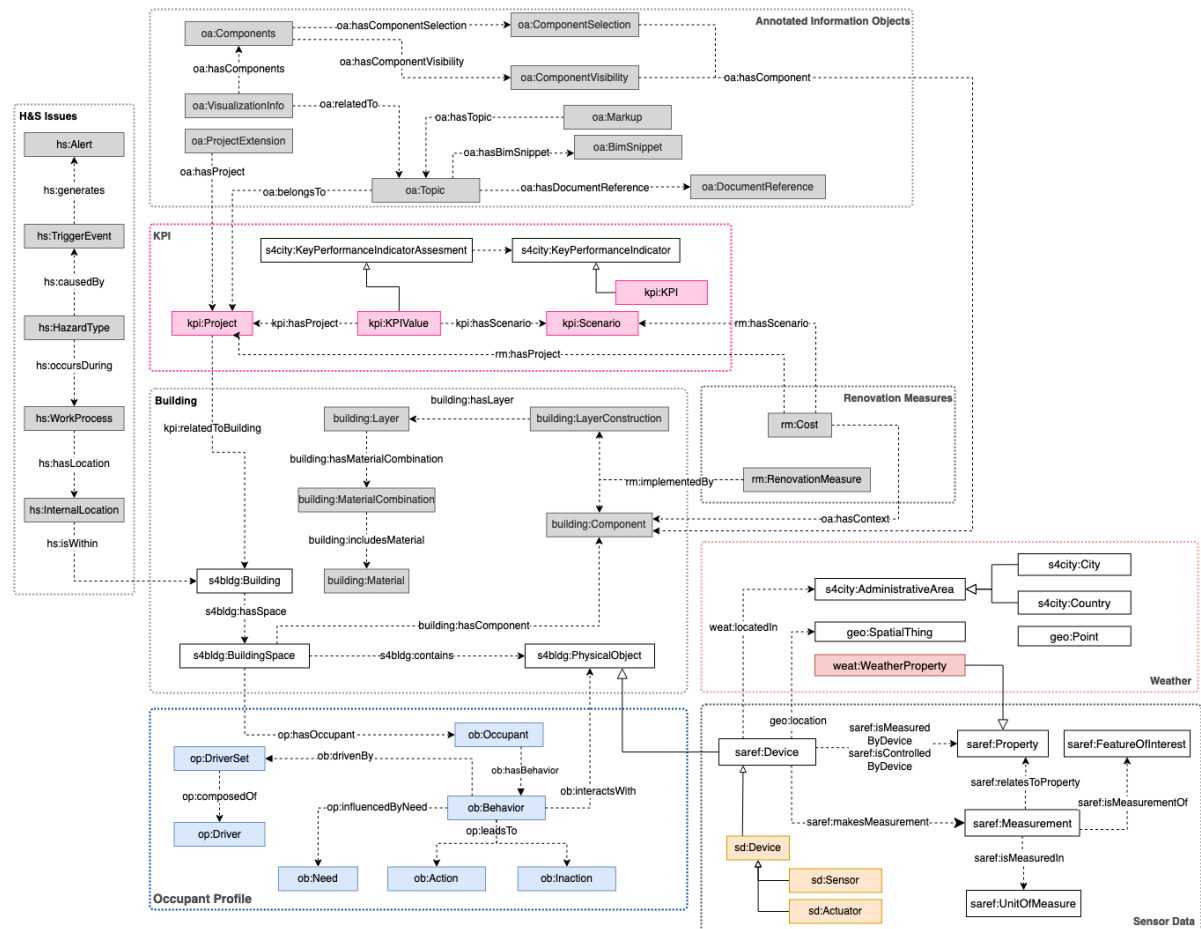 Annotated Information Objects
oa:Components
oa:hasComponentSelection
oa:ComponentSelection
oa:hasComponents
oa:hasComponentVisibility
oa:ComponentVisibility
oa:hasComponent
oa:VisualizationInfo
oa:relatedTo
oa:hasTopic
oa:Markup
oa:ProjectExtension
oa:hasBimSnippet
oa:BimSnippet
oa:hasProject
oa:belongsTo
oa:Topic
oa:hasDocumentReference
oa:DocumentReference
H&S Issues
hs:Alert
hs:generates
hs:TriggerEvent
hs:causedBy
hs:HazardType
hs:occursDuring
hs:WorkProcess
hs:hasLocation
hs:InternalLocation
hs:isWithin
KPI
s4city:KeyPerformanceIndicatorAssesment
s4city:KeyPerformanceIndicator
kpi:KPI
kpi:Project
kpi:hasProject
kpi:KPIValue
kpi:hasScenario
kpi:Scenario
rm:hasScenario
rm:hasProject
Building
building:hasLayer
building:Layer
building:LayerConstruction
kpi:relatedToBuilding
building:hasMaterialCombination
rm:implementedBy
building:MaterialCombination
building:Component
building:includesMaterial
building:Material
s4bldg:Building
s4bldg:hasSpace
building:hasComponent
s4bldg:BuildingSpace
s4bldg:contains
s4bldg:PhysicalObject
Renovation Measures
rm:Cost
rm:RenovationMeasure
oa:hasContext
s4city:City
s4city:AdministrativeArea
s4city:Country
weat:locatedIn
geo:SpatialThing
geo:Point
weat:WeatherProperty
Weather
geo:location
op:hasOccupant
ob:Occupant
op:DriverSet
ob:drivenBy
ob:hasBehavior
ob:interactsWith
op:composedOf
op:influencedByNeed
ob:Behavior
op:Driver
op:leadsTo
ob:Need
ob:Action
ob:Inaction
Occupant Profile
saref:Device
saref:isMeasured
ByDevice
saref:isControlled
ByDevice
saref:Property
saref:FeatureOfInterest
saref:relatesToProperty
saref:isMeasurementOf
saref:makesMeasurement
saref:Measurement
sd:Device
saref:isMeasuredIn
sd:Sensor
saref:UnitOfMeasure
sd:Actuator
Sensor Data